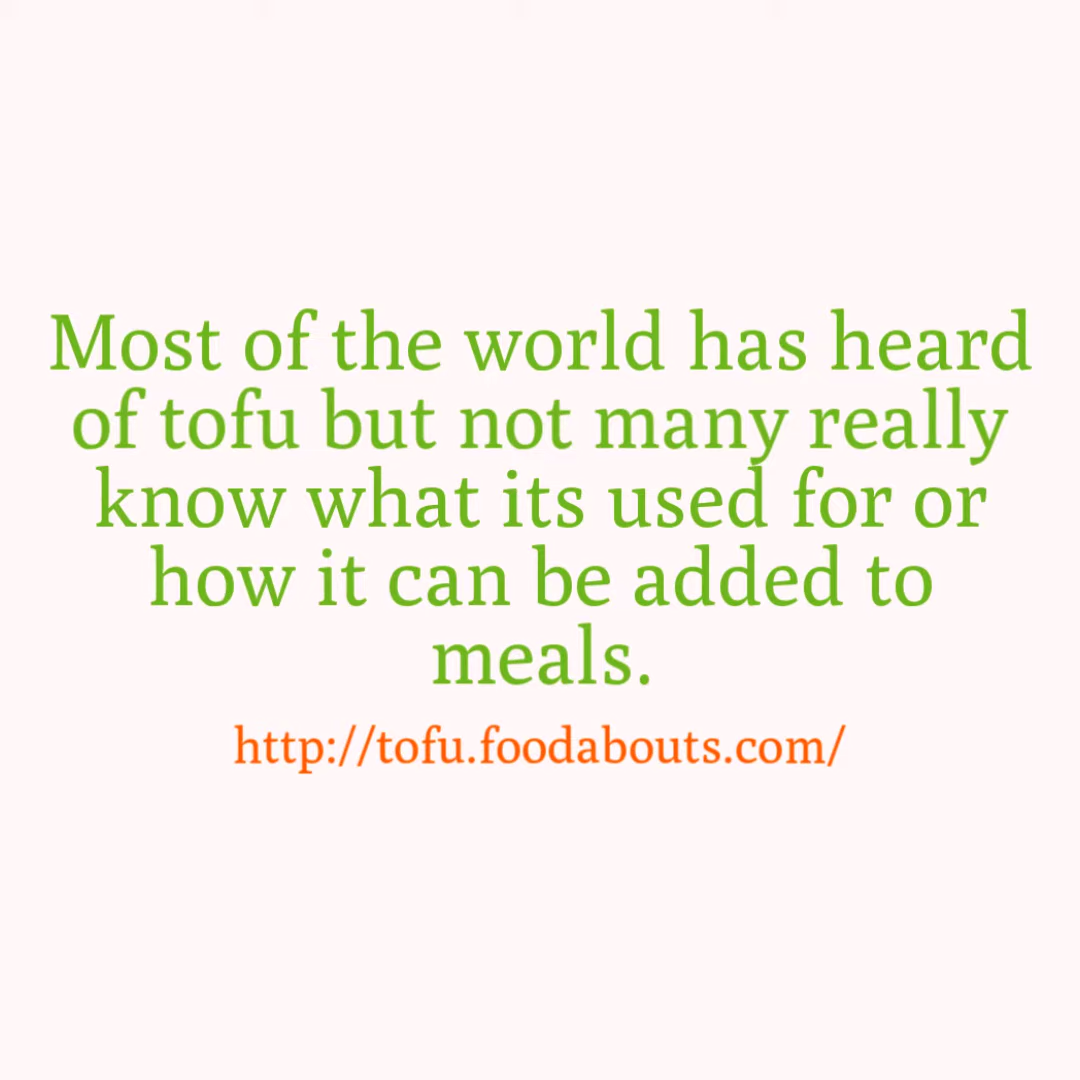 Most of the world has heard
of tofu but not many really
know what its used for or
how it can be added to
meals.
http://tofu.foodabouts.com/